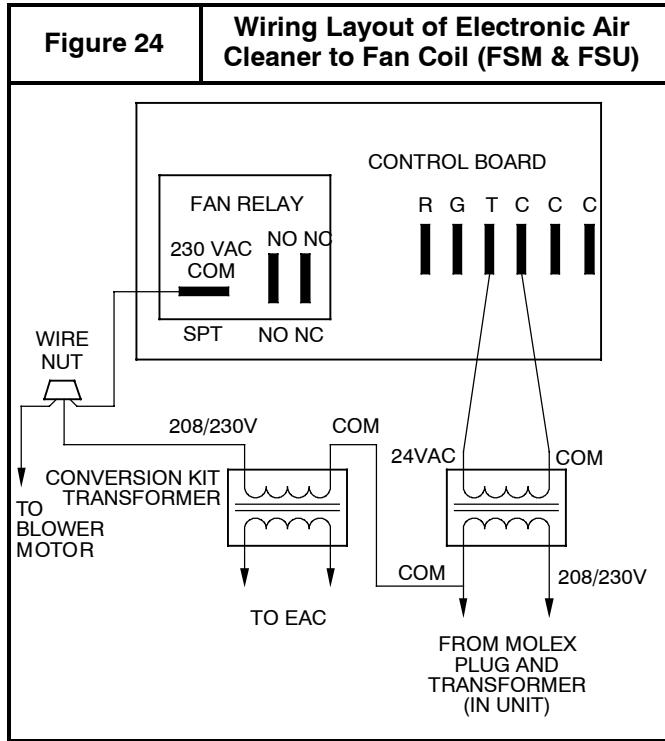 Figure 24
Wiring Layout of Electronic Air
Cleaner to Fan Coil (FSM & FSU)
CONTROL BOARD
FAN RELAY
R G T C C C
230 VAC
COM
NO NC
SPT
NO NC
WIRE
NUT
208/230V
COM
24VAC
COM
CONVERSION KIT
TRANSFORMER
TO
BLOWER
MOTOR
COM
208/230V
TO EAC
FROM MOLEX
PLUG AND
TRANSFORMER
(IN UNIT)